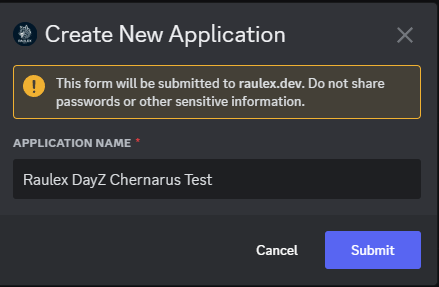 Create New Application
This form will be submitted to raulex.dev. Do not share
passwords or other sensitive information.
APPLICATION NAME *
Raulex DayZ Chernarus Test
Cancel
Submit